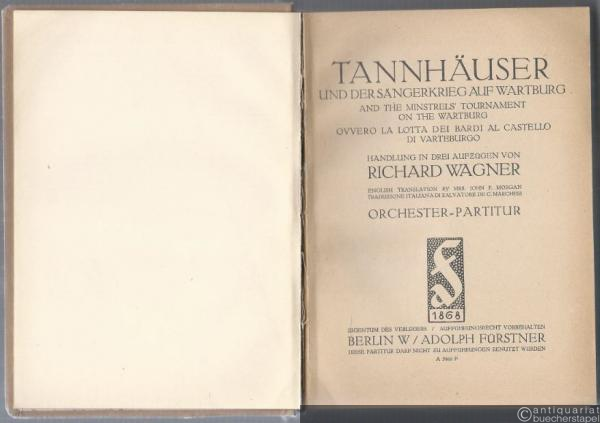 TANNHÄUSER
UND DER SÄNGERKRIEG AUF WARTBURG
AND THE MINSTRELS' TOURNAMENT
ON THE WARTBURG
OVVERO LA LOTTA DEI BARDI AL CASTELLO
DI VARTEBURGO
HANDLUNG IN DREI AUFZÜGEN VON
RICHARD WAGNER
ENGLISH TRANSLATION BY MRS. JOHN P. MORGAN
TRADUZIONE ITALIANA DI SALVATORE DE C. MARCHESI
ORCHESTER-PARTITUR
F
1868
EIGENTUM DES VERLEGERS / AUFFÜHRUNGSRECHT VORBEHALTEN
BERLIN W / ADOLPH FÜRSTNER
DIESE PARTITUR DARF NICHT ZU AUFFÜHRUNGEN BENUTZT WERDEN
A F
antiquariat
buecherstapel